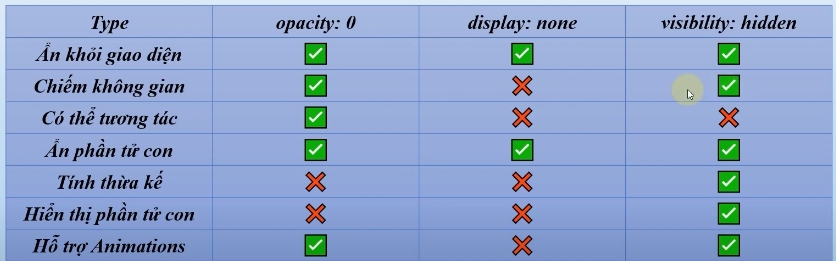 Type opacity: 0 display: none visibility: hidden
Ẩn khỏi giao diện
Chiếm không gian
Có thể tương tác
Ẩn phần tử con
Tính thừa kế
Hiển thị phần tử con
Hỗ trợ Animations